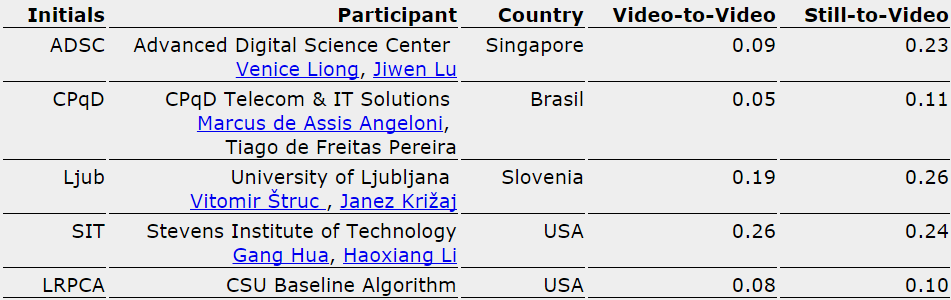 Initials Participant Country Video-to-Video Still-to-Video
ADSC Advanced Digital Science Center Singapore 0.09 0.23
Venice Liong, Jiwen Lu
CPqD CPqD Telecom & IT Solutions Brasil 0.05 0.11
Marcus de Assis Angeloni,
Tiago de Freitas Pereira
Ljub University of Ljubljana Slovenia 0.19 0.26
Vitomir Štruc , Janez Križaj
SIT Stevens Institute of Technology USA 0.26 0.24
Gang Hua, Haoxiang Li
LRPCA CSU Baseline Algorithm USA 0.08 0.10